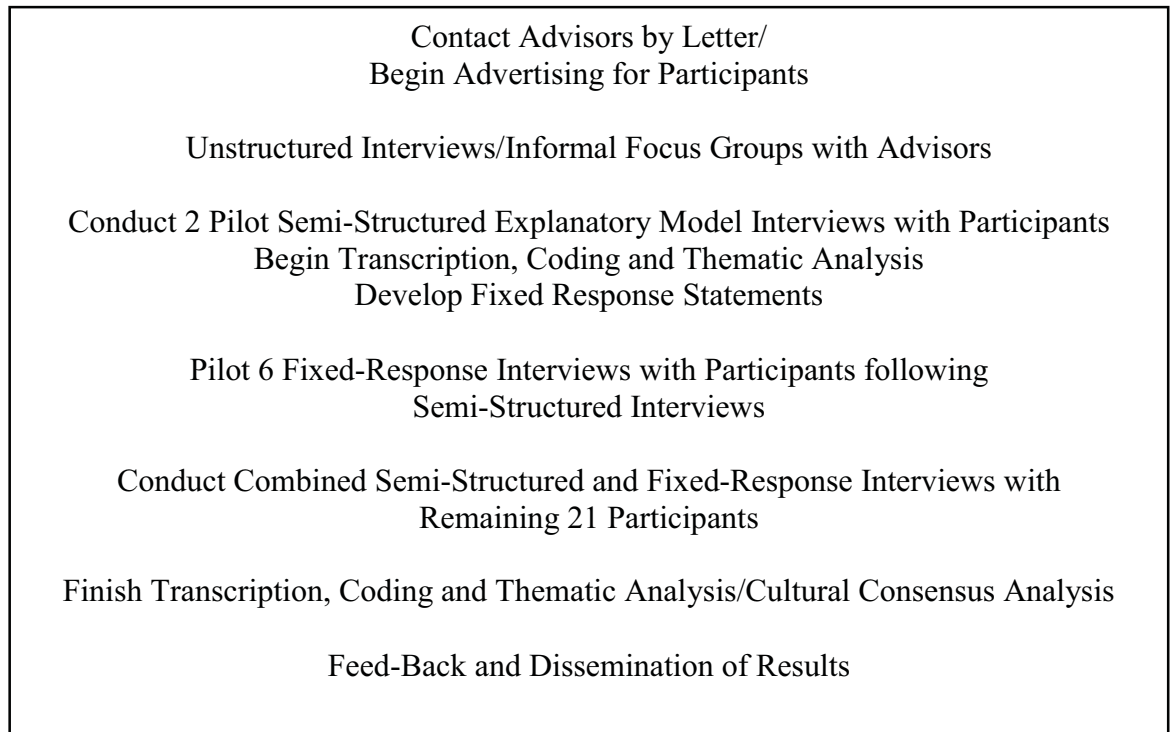 Contact Advisors by Letter/
Begin Advertising for Participants
Unstructured Interviews/Informal Focus Groups with Advisors
Conduct 2 Pilot Semi-Structured Explanatory Model Interviews with Participants
Begin Transcription, Coding and Thematic Analysis
Develop Fixed Response Statements
Pilot 6 Fixed-Response Interviews with Participants following
Semi-Structured Interviews
Conduct Combined Semi-Structured and Fixed-Response Interviews with
Remaining 21 Participants
Finish Transcription, Coding and Thematic Analysis/Cultural Consensus Analysis
Feed-Back and Dissemination of Results